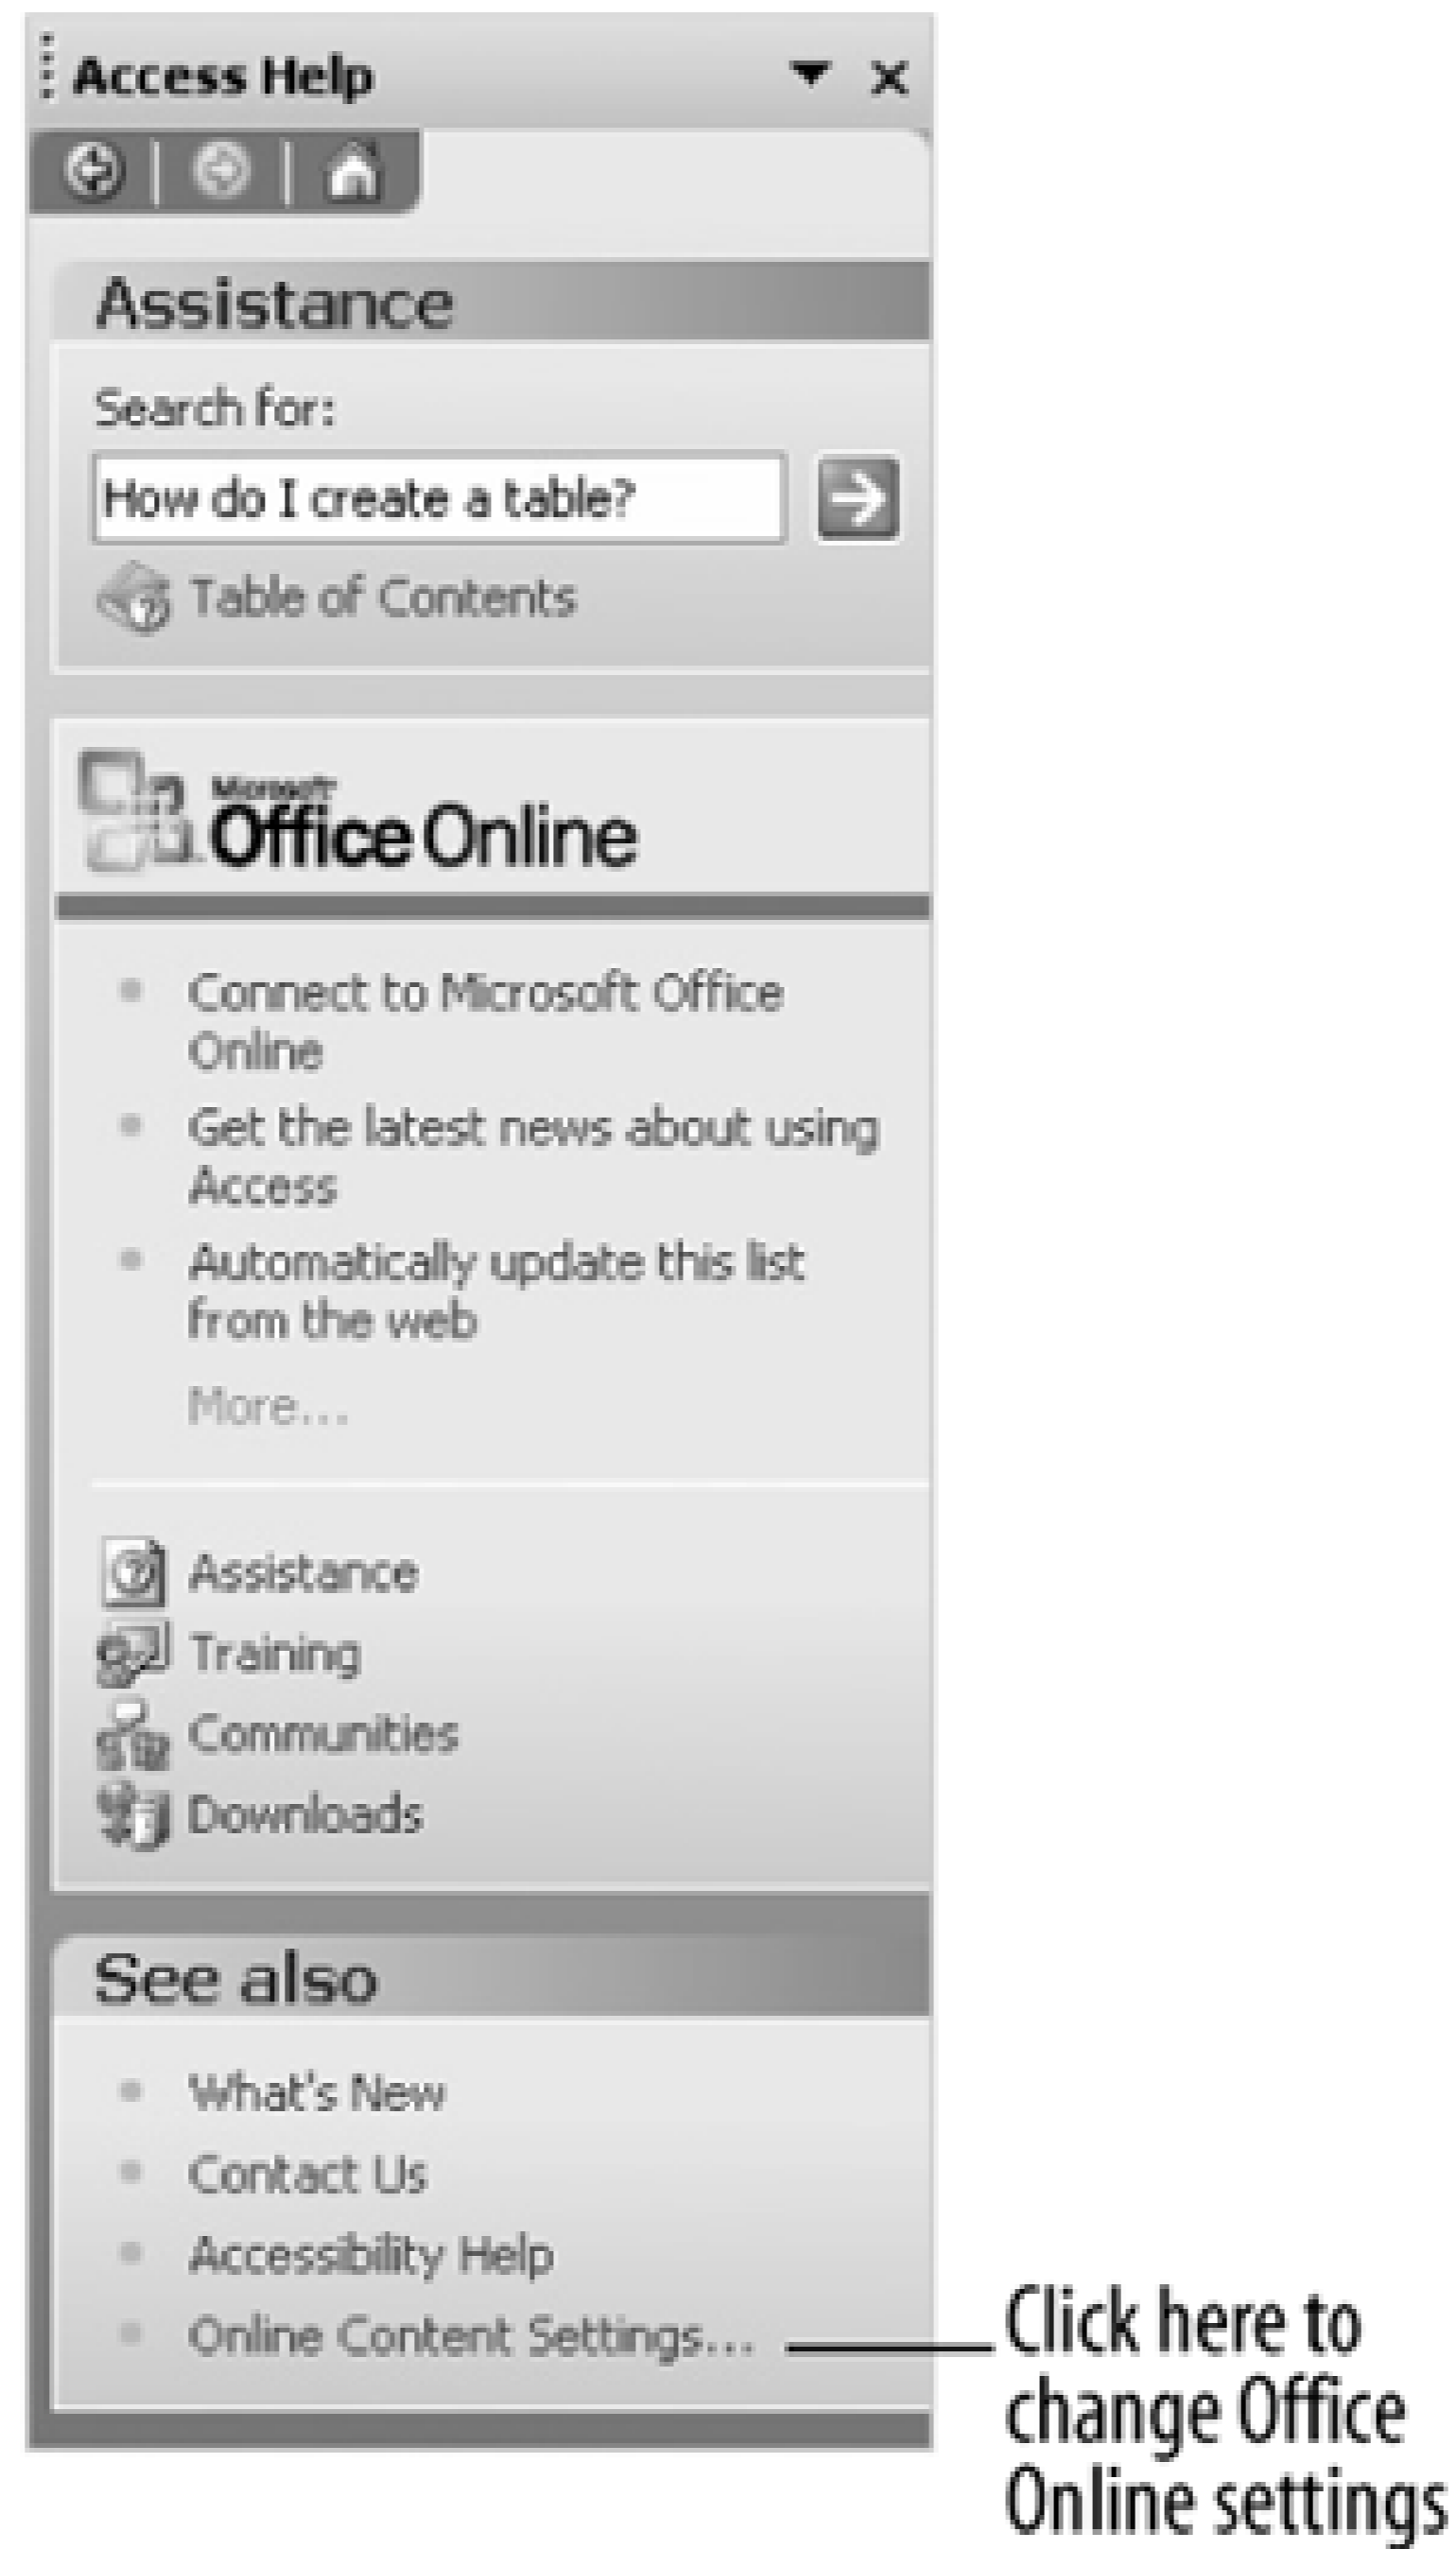 Access Help
Assistance
Search for:
How do I create a table?
Table of Contents
Microsoft
Office Online
Connect to Microsoft Office
Online
Get the latest news about using
Access
Automatically update this list
from the web
More...
Assistance
Training
Communities
Downloads
See also
What's New
Contact Us
Accessibility Help
Online Content Settings...
Click here to
change Office
Online settings